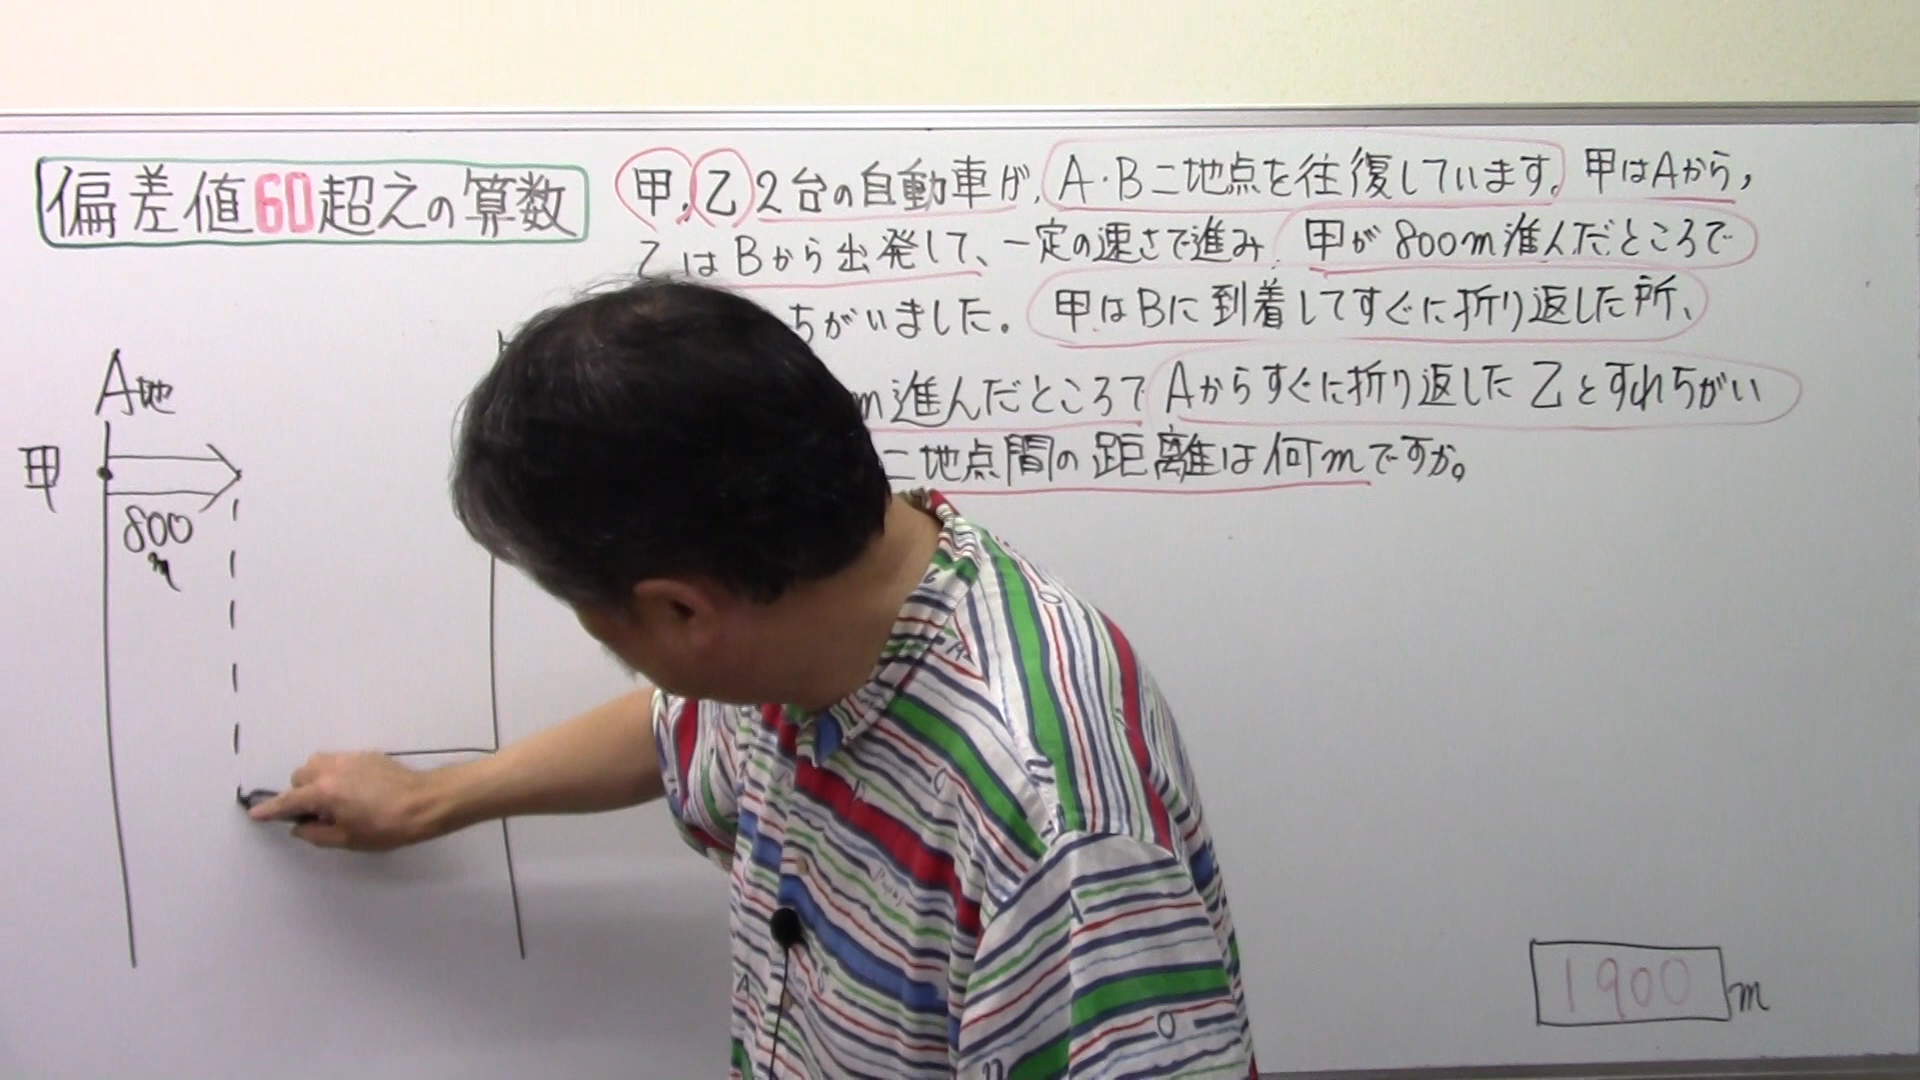 偏差値60超えの算数
甲,乙2台の自動車が,A・B二地点を往復しています。甲はAから,
乙はBから出発して、一定の速さで進み,甲が800m進んだところで
ちがいました。甲はBに到着してすぐに折り返した所、
m進んだところでAからすぐに折り返した乙とすれちがい
二地点間の距離は何mですか。
A地
甲
800
m
1900m